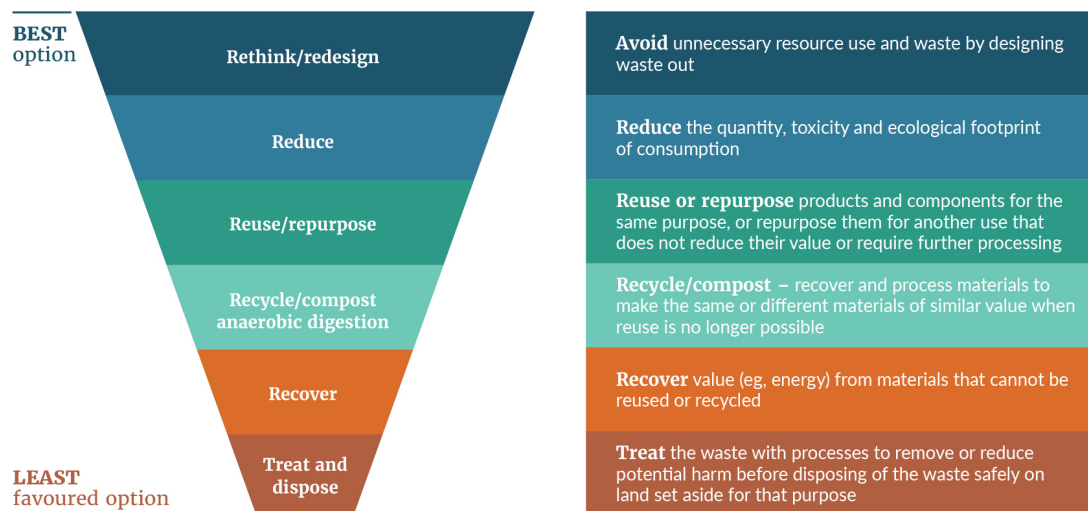 BEST
option
Rethink/redesign
Avoid unnecessary resource use and waste by designing
waste out
Reduce
Reduce the quantity, toxicity and ecological footprint
of consumption
Reuse/repurpose
Reuse or repurpose products and components for the
same purpose, or repurpose them for another use that
does not reduce their value or require further processing
Recycle/compost
anaerobic digestion
Recycle/compost – recover and process materials to
make the same or different materials of similar value when
reuse is no longer possible
Recover
Recover value (eg, energy) from materials that cannot be
reused or recycled
Treat and
dispose
Treat the waste with processes to remove or reduce
potential harm before disposing of the waste safely on
land set aside for that purpose
LEAST
favoured option